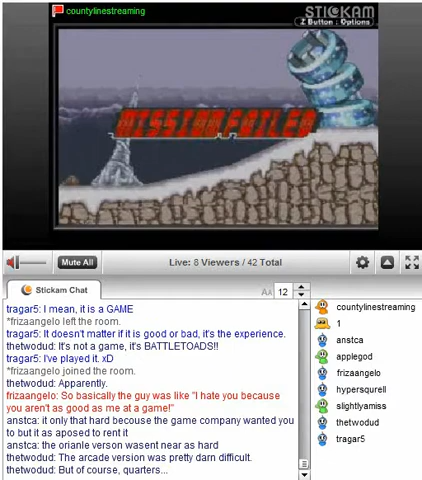 countylinestreaming
STICKAM
Z Button : Options
MISSION FAILED
Mute All
Live: 8 Viewers / 42 Total
Stickam Chat
AA 12
tragar5: I mean, it is a GAME
*frizaangelo left the room.
tragar5: It doesn't matter if it is good or bad, it's the experience.
thetwodud: It's not a game, it's BATTLETOADS!!
tragar5: I've played it. xD
*frizaangelo joined the room.
thetwodud: Apparently.
frizaangelo: So basically the guy was like "I hate you because
you aren't as good as me at a game!"
anstca: it only that hard becouse the game company wanted you
to but it as aposed to rent it
anstca: the orianle verson wasent near as hard
thetwodud: The arcade version was pretty darn difficult.
thetwodud: But of course, quarters...
countylinestreaming
1
anstca
applegod
frizaangelo
hypersqurell
slightlyamiss
thetwodud
tragar5